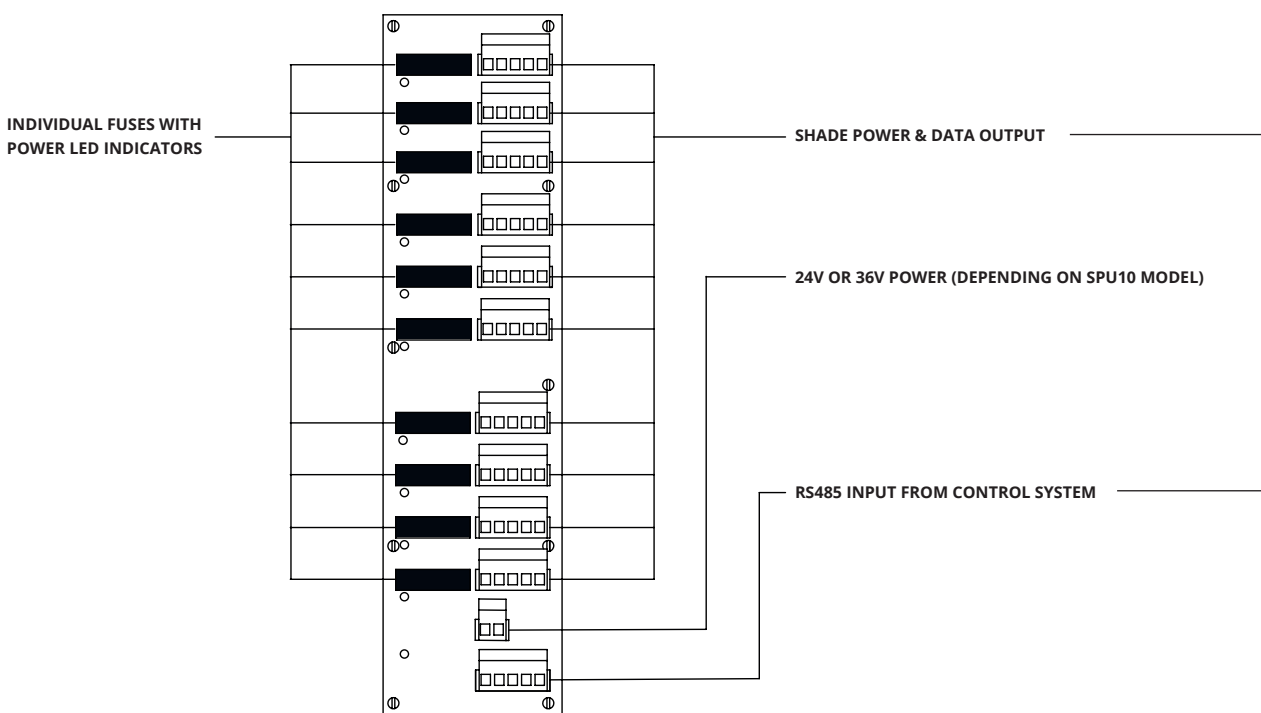 INDIVIDUAL FUSES WITH
POWER LED INDICATORS
SHADE POWER & DATA OUTPUT
24V OR 36V POWER (DEPENDING ON SPU10 MODEL)
RS485 INPUT FROM CONTROL SYSTEM